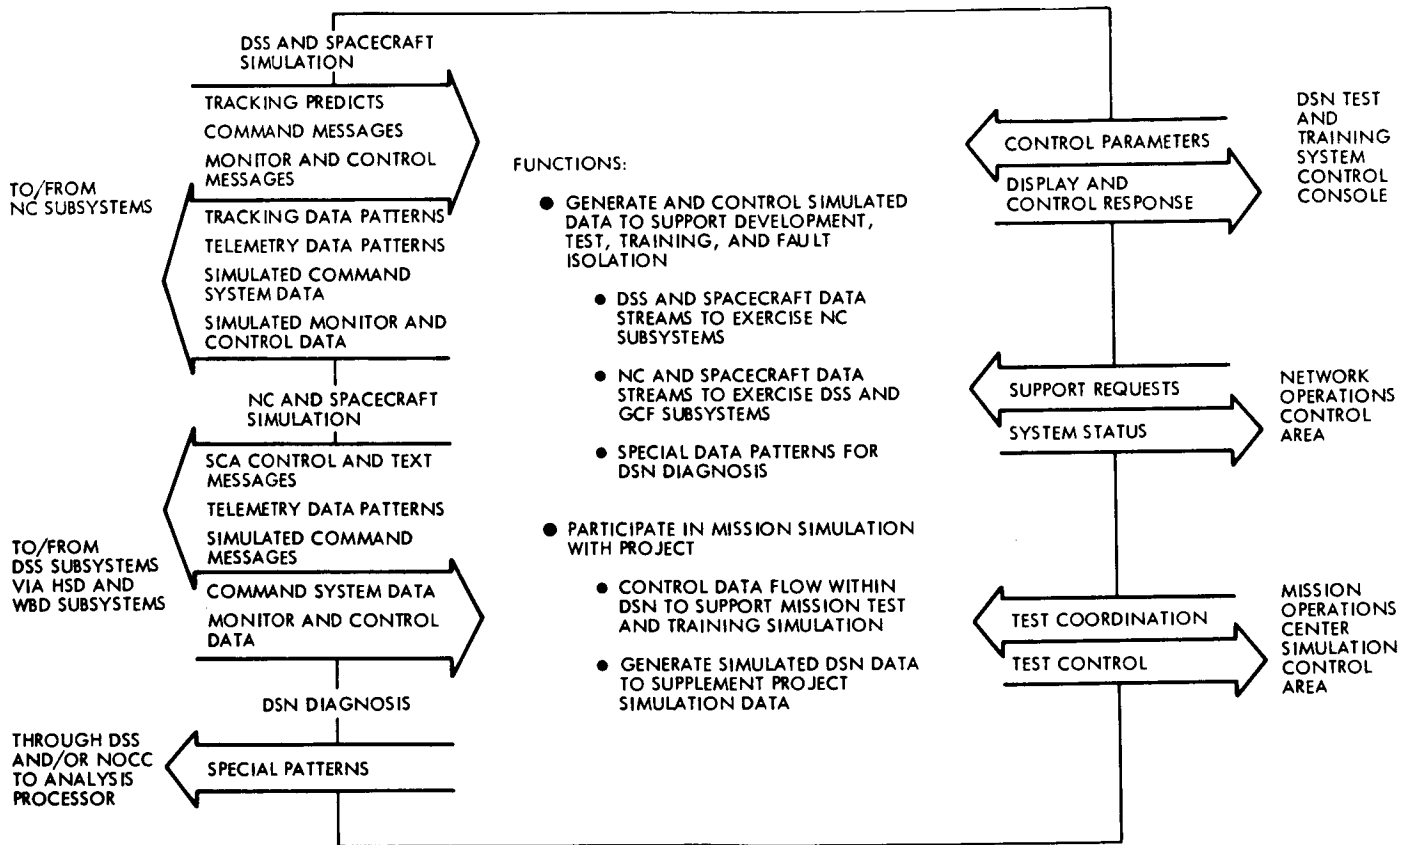 DSS AND SPACECRAFT
SIMULATION
TRACKING PREDICTS
COMMAND MESSAGES
MONITOR AND CONTROL
MESSAGES
TO/FROM
NC SUBSYSTEMS
TRACKING DATA PATTERNS
TELEMETRY DATA PATTERNS
SIMULATED COMMAND
SYSTEM DATA
SIMULATED MONITOR AND
CONTROL DATA
NC AND SPACECRAFT
SIMULATION
SCA CONTROL AND TEXT
MESSAGES
TELEMETRY DATA PATTERNS
SIMULATED COMMAND
MESSAGES
TO/FROM
DSS SUBSYSTEMS
VIA HSD AND
WBD SUBSYSTEMS
COMMAND SYSTEM DATA
MONITOR AND CONTROL
DATA
DSN DIAGNOSIS
THROUGH DSS
AND/OR NOCC
TO ANALYSIS
PROCESSOR
SPECIAL PATTERNS
FUNCTIONS:
● GENERATE AND CONTROL SIMULATED
DATA TO SUPPORT DEVELOPMENT,
TEST, TRAINING, AND FAULT
ISOLATION
● DSS AND SPACECRAFT DATA
STREAMS TO EXERCISE NC
SUBSYSTEMS
● NC AND SPACECRAFT DATA
STREAMS TO EXERCISE DSS AND
GCF SUBSYSTEMS
● SPECIAL DATA PATTERNS FOR
DSN DIAGNOSIS
● PARTICIPATE IN MISSION SIMULATION
WITH PROJECT
● CONTROL DATA FLOW WITHIN
DSN TO SUPPORT MISSION TEST
AND TRAINING SIMULATION
● GENERATE SIMULATED DSN DATA
TO SUPPLEMENT PROJECT
SIMULATION DATA
CONTROL PARAMETERS
DISPLAY AND
CONTROL RESPONSE
DSN TEST
AND
TRAINING
SYSTEM
CONTROL
CONSOLE
SUPPORT REQUESTS
SYSTEM STATUS
NETWORK
OPERATIONS
CONTROL
AREA
TEST COORDINATION
TEST CONTROL
MISSION
OPERATIONS
CENTER
SIMULATION
CONTROL
AREA